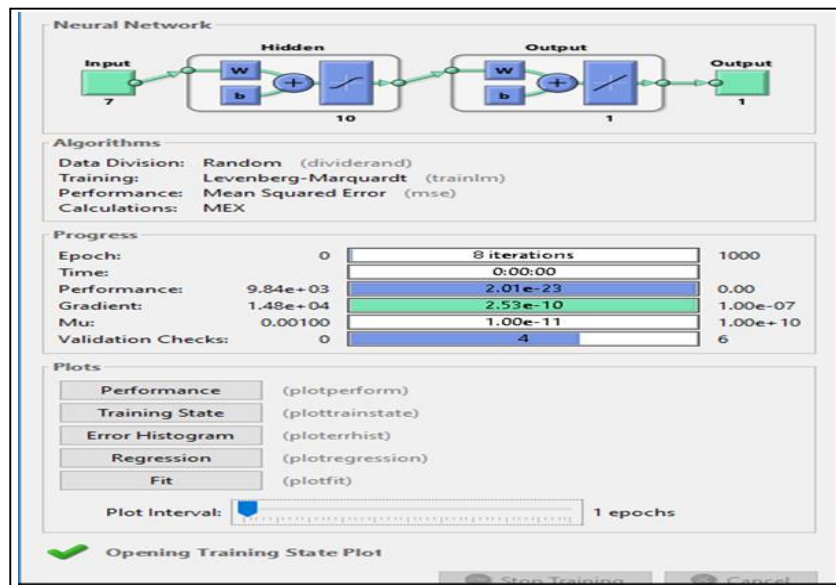 Neural Network
Hidden Output
Input Output
W W
b b
7 10 1 1
Algorithms
Data Division: Random (dividerand)
Training: Levenberg-Marquardt (trainlm)
Performance: Mean Squared Error (mse)
Calculations: MEX
Progress
Epoch: 0 8 iterations 1000
Time: 0:00:00
Performance: 9.84e+03 2.01e-23 0.00
Gradient: 1.48e+04 2.53e-10 1.00e-07
Mu: 0.00100 1.00e-11 1.00e+10
Validation Checks: 0 4 6
Plots
Performance (plotperform)
Training State (plottrainstate)
Error Histogram (ploterrhist)
Regression (plotregression)
Fit (plotfit)
Plot Interval: 1 epochs
Opening Training State Plot
Stop Training Cancel